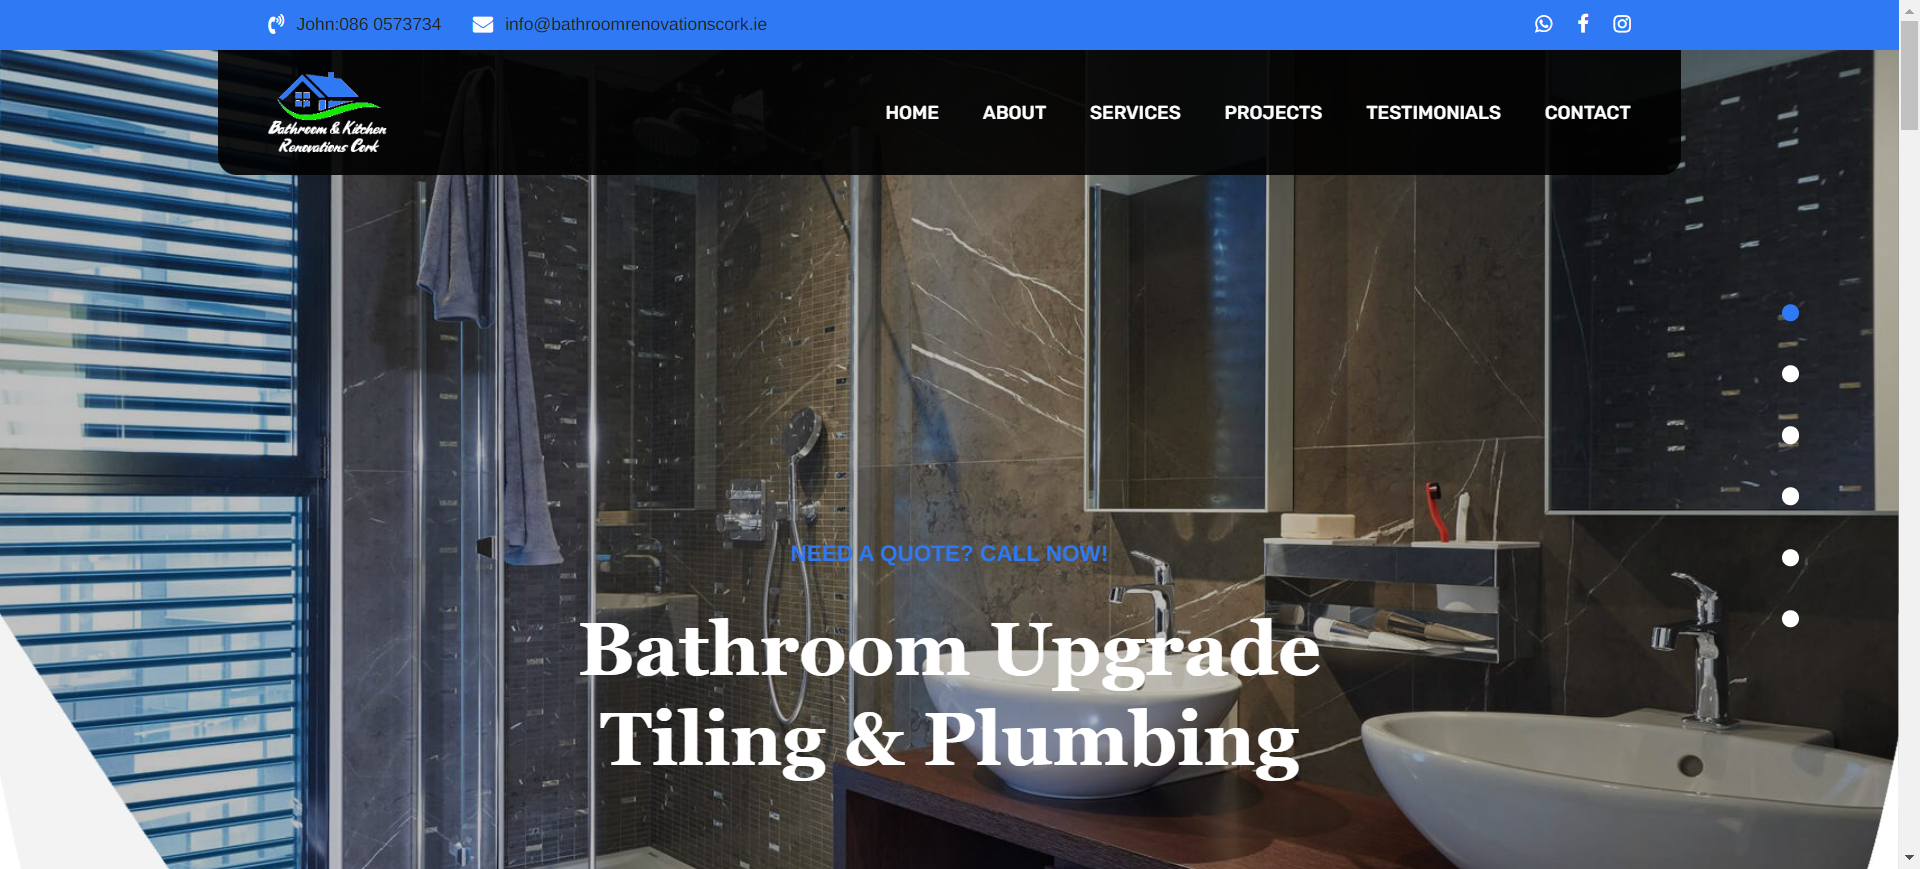 John:086 0573734
info@bathroomrenovationscork.ie
Bathroom & Kitchen
Renovations Cork
HOME
ABOUT
SERVICES
PROJECTS
TESTIMONIALS
CONTACT
NEED A QUOTE? CALL NOW!
Bathroom Upgrade
Tiling & Plumbing